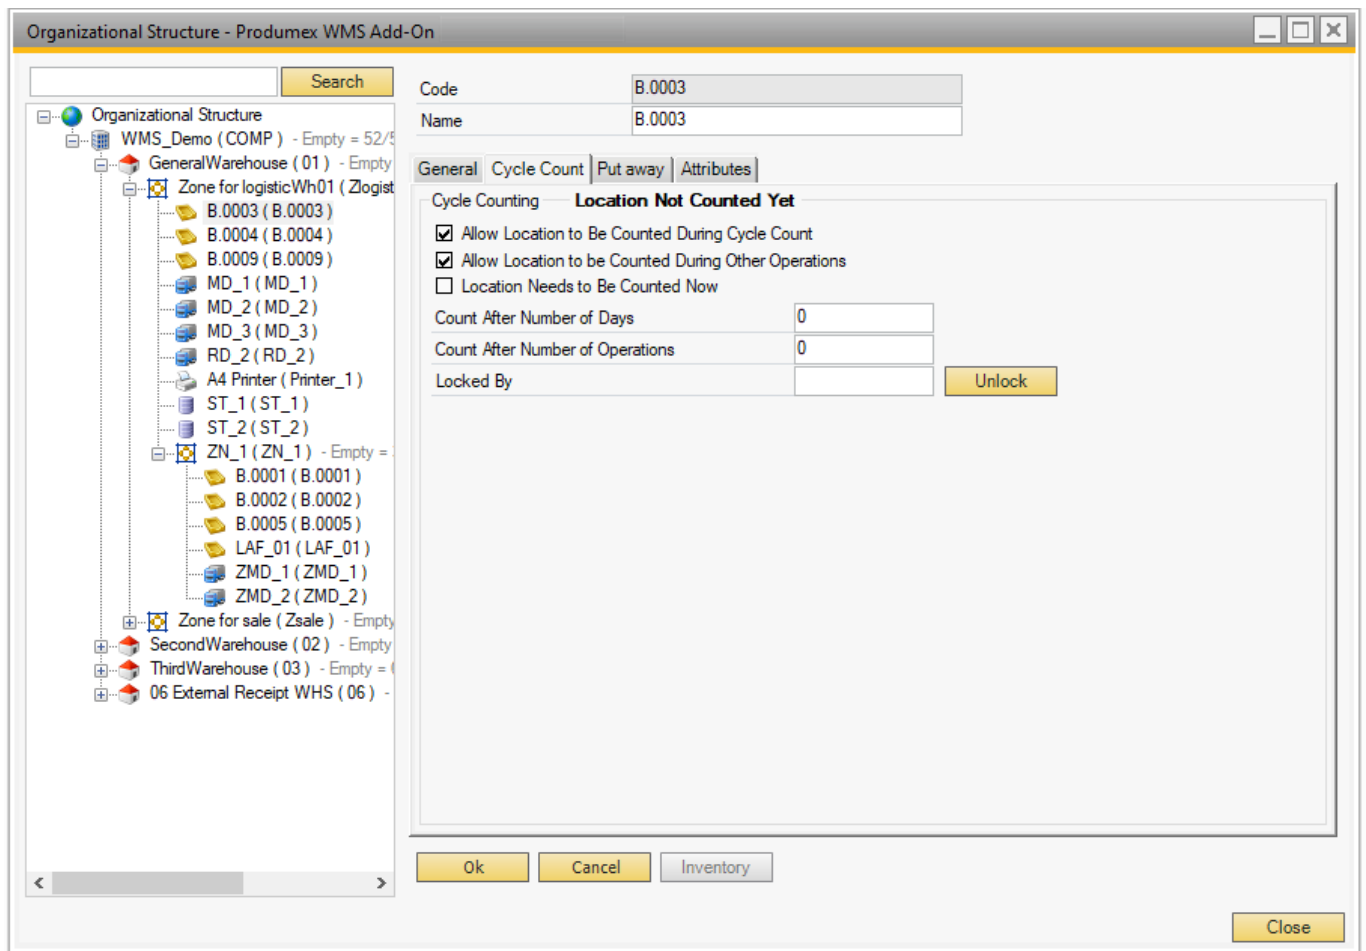 Organizational Structure - Produmex WMS Add-On
Search
Organizational Structure
WMS_Demo ( COMP ) - Empty = 52/5
GeneralWarehouse ( 01 ) - Empty
Zone for logisticWh01 ( Zlogist
B.0003 ( B.0003 )
B.0004 ( B.0004 )
B.0009 ( B.0009 )
MD_1 ( MD_1 )
MD_2 ( MD_2 )
MD_3 ( MD_3 )
RD_2 ( RD_2 )
A4 Printer ( Printer_1 )
ST_1 ( ST_1 )
ST_2 ( ST_2 )
ZN_1 ( ZN_1 ) - Empty =
B.0001 ( B.0001 )
B.0002 ( B.0002 )
B.0005 ( B.0005 )
LAF_01 ( LAF_01 )
ZMD_1 ( ZMD_1 )
ZMD_2 ( ZMD_2 )
Zone for sale ( Zsale ) - Empty
SecondWarehouse ( 02 ) - Empty
ThirdWarehouse ( 03 ) - Empty =
06 External Receipt WHS ( 06 ) -
Code B.0003
Name B.0003
General Cycle Count Put away Attributes
Cycle Counting Location Not Counted Yet
Allow Location to Be Counted During Cycle Count
Allow Location to be Counted During Other Operations
Location Needs to Be Counted Now
Count After Number of Days 0
Count After Number of Operations 0
Locked By Unlock
Ok Cancel Inventory
Close